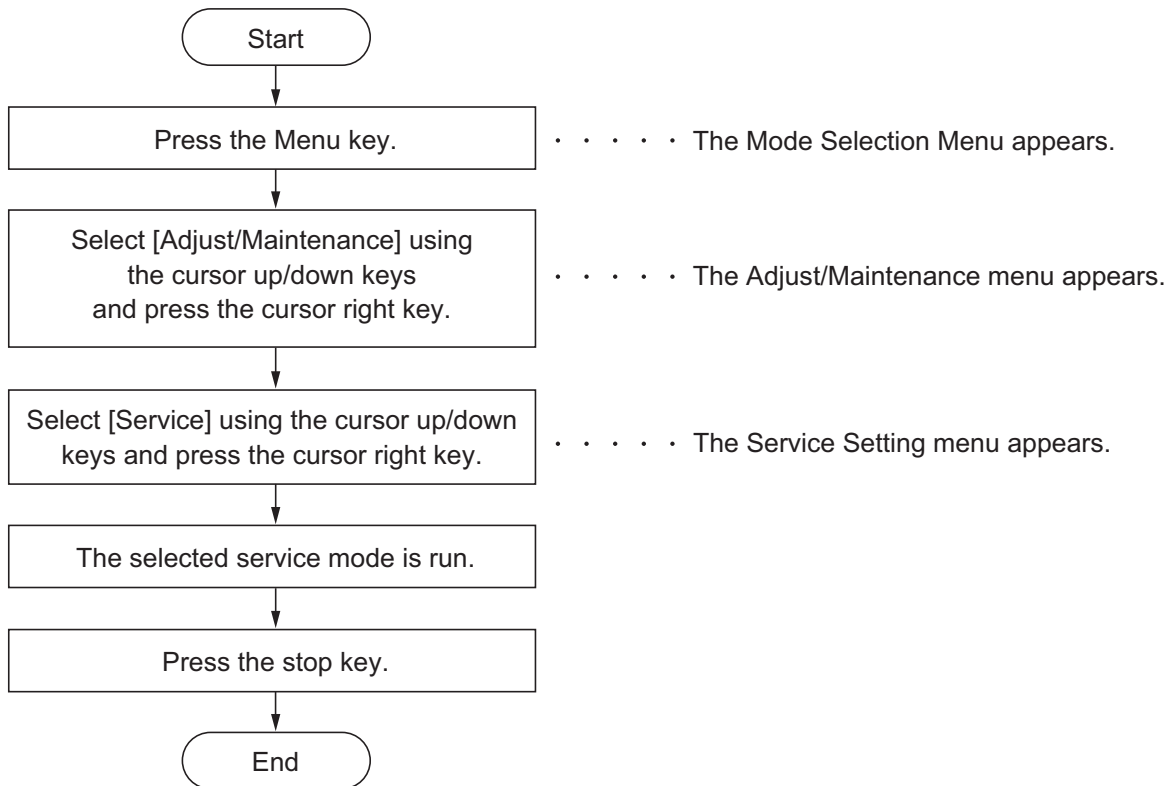 Start
Press the Menu key.
· · · · · The Mode Selection Menu appears.
Select [Adjust/Maintenance] using
the cursor up/down keys
and press the cursor right key.
· · · · · The Adjust/Maintenance menu appears.
Select [Service] using the cursor up/down
keys and press the cursor right key.
· · · · · The Service Setting menu appears.
The selected service mode is run.
Press the stop key.
End